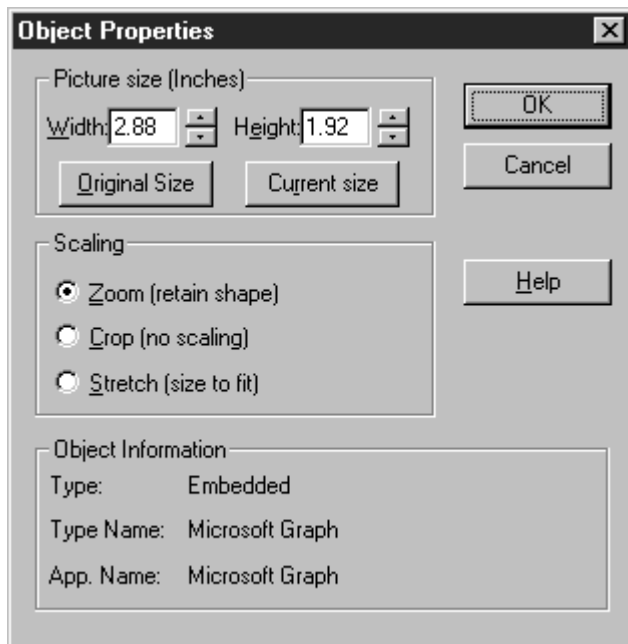 Object Properties
Picture size (Inches)
Width: 2.88 Height: 1.92
Original Size Current size
OK
Cancel
Scaling
Zoom (retain shape)
Crop (no scaling)
Stretch (size to fit)
Help
Object Information
Type: Embedded
Type Name: Microsoft Graph
App. Name: Microsoft Graph